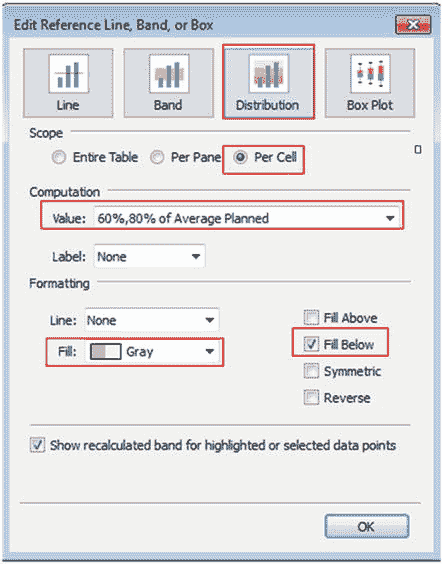 Edit Reference Line, Band, or Box
Line Band Distribution Box Plot
Scope
Entire Table Per Pane Per Cell
Computation
Value: 60%,80% of Average Planned
Label: None
Formatting
Line: None
Fill Above
Fill: Gray
Fill Below
Symmetric
Reverse
Show recalculated band for highlighted or selected data points
OK